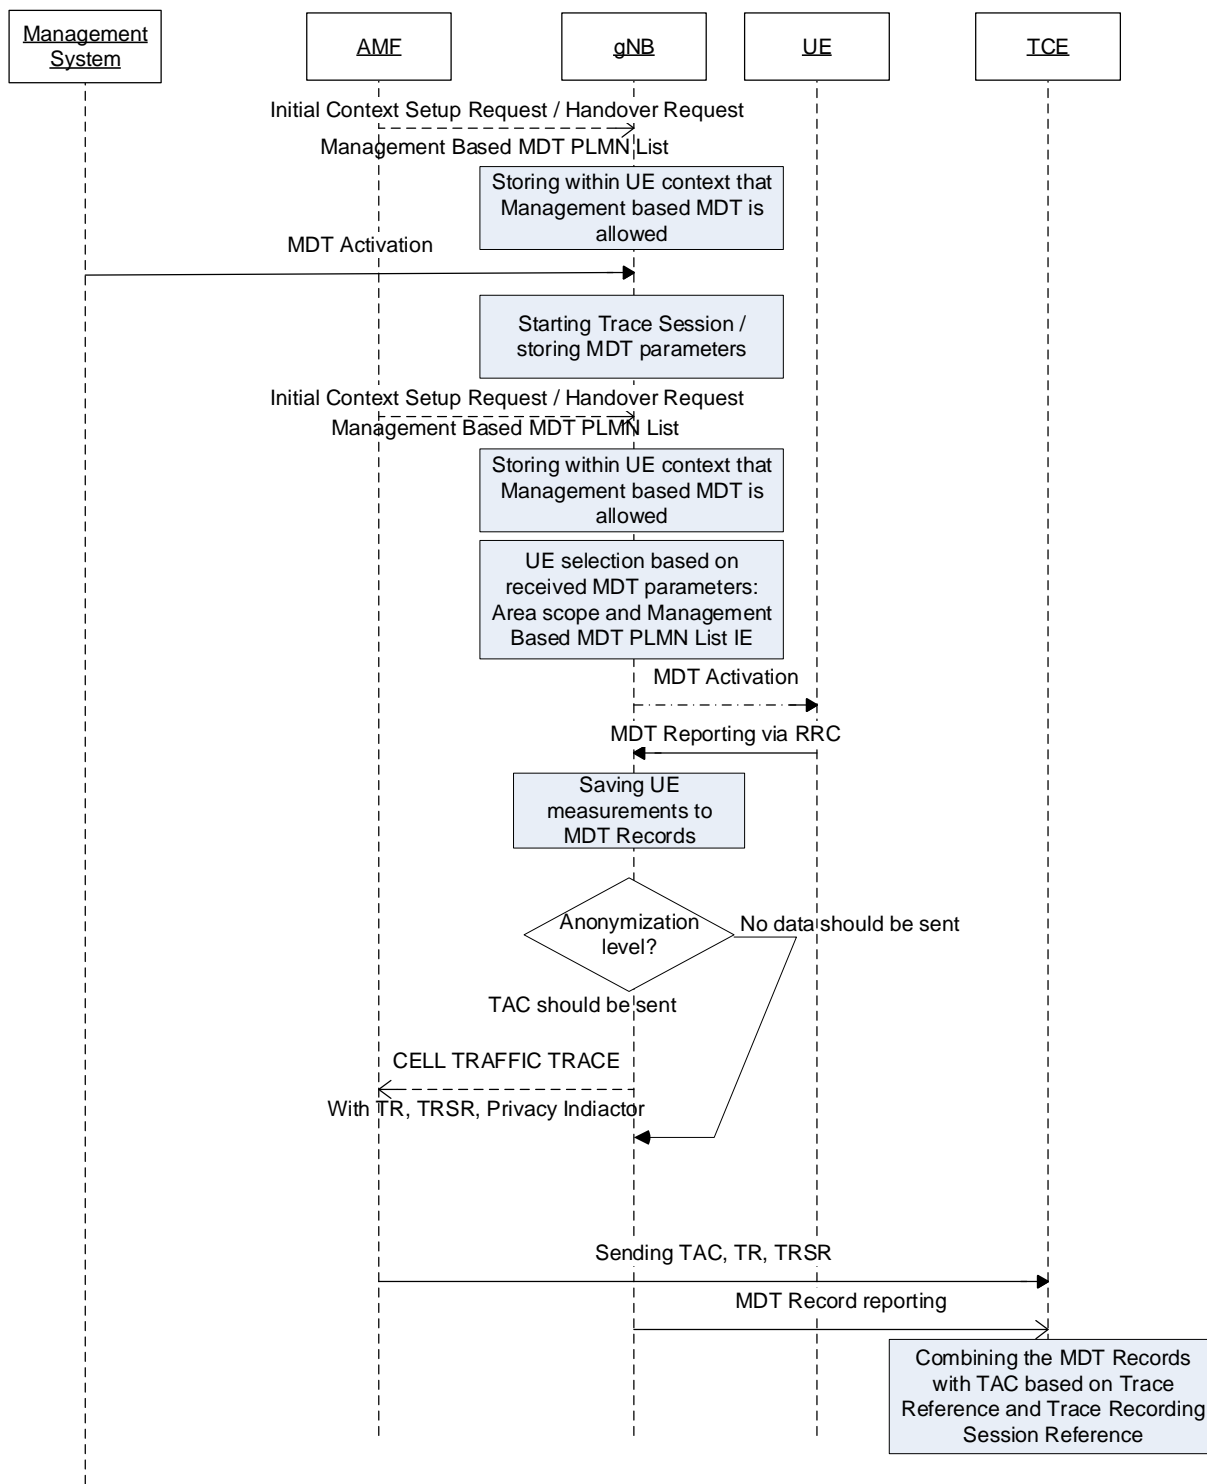 Management
System
AMF
gNB
UE
TCE
Initial Context Setup Request / Handover Request
Management Based MDT PLMN List
Storing within UE context that
Management based MDT is
allowed
MDT Activation
Starting Trace Session /
storing MDT parameters
Initial Context Setup Request / Handover Request
Management Based MDT PLMN List
Storing within UE context that
Management based MDT is
allowed
UE selection based on
received MDT parameters:
Area scope and Management
Based MDT PLMN List IE
MDT Activation
MDT Reporting via RRC
Saving UE
measurements to
MDT Records
Anonymization
level?
No data should be sent
TAC should be sent
CELL TRAFFIC TRACE
With TR, TRSR, Privacy Indiactor
Sending TAC, TR, TRSR
MDT Record reporting
Combining the MDT Records
with TAC based on Trace
Reference and Trace Recording
Session Reference